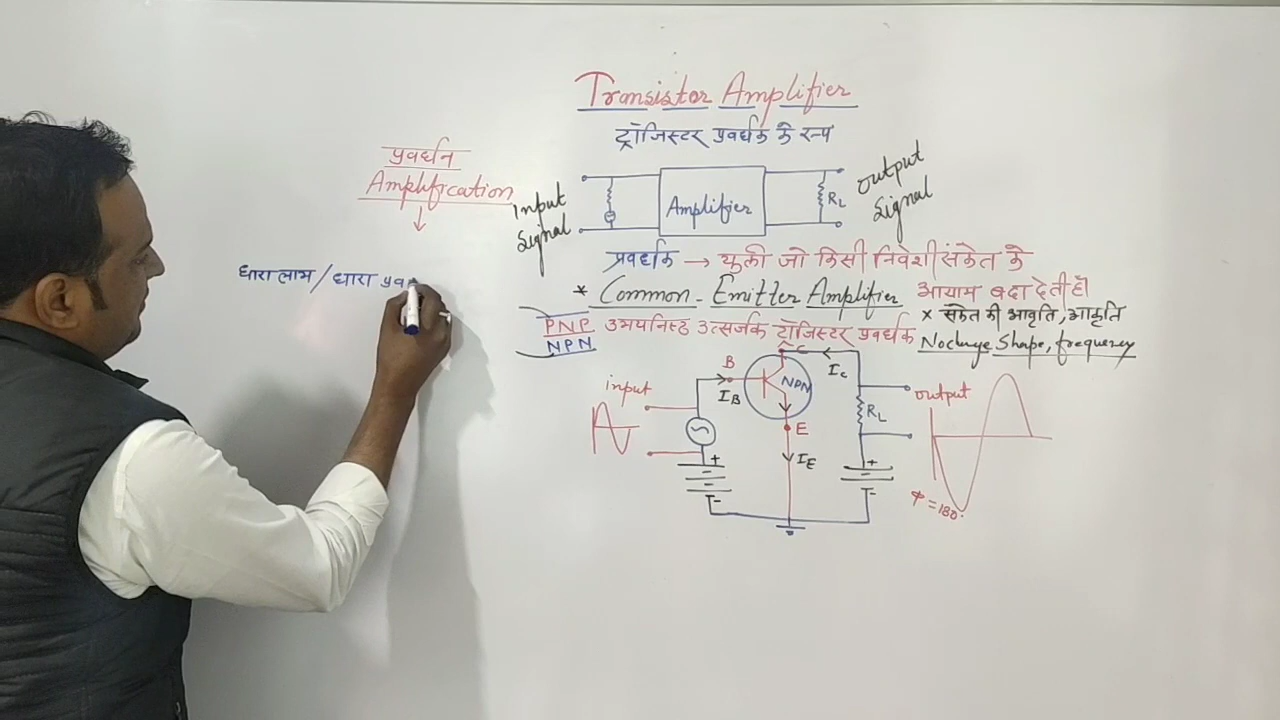 Transistor Amplifier
ट्रांजिस्टर प्रवर्धक के रूप
प्रवर्धन
Amplification
Input
Signal
Amplifier
RL
Output
Signal
धारा लाभ / धारा प्रव
प्रवर्धक → युक्ती जो किसी निवेशी संकेत के
आयाम बढा देती हो
* Common-Emitter Amplifier
× संकेत की आवृति, आकृति
PNP
NPN
उभयनिष्ठ उत्सर्जक ट्रांजिस्टर प्रवर्धक
Shape, frequency
input
B
IB
C
NPN
IC
E
IE
RL
+
-
+
-
output
φ = 180°